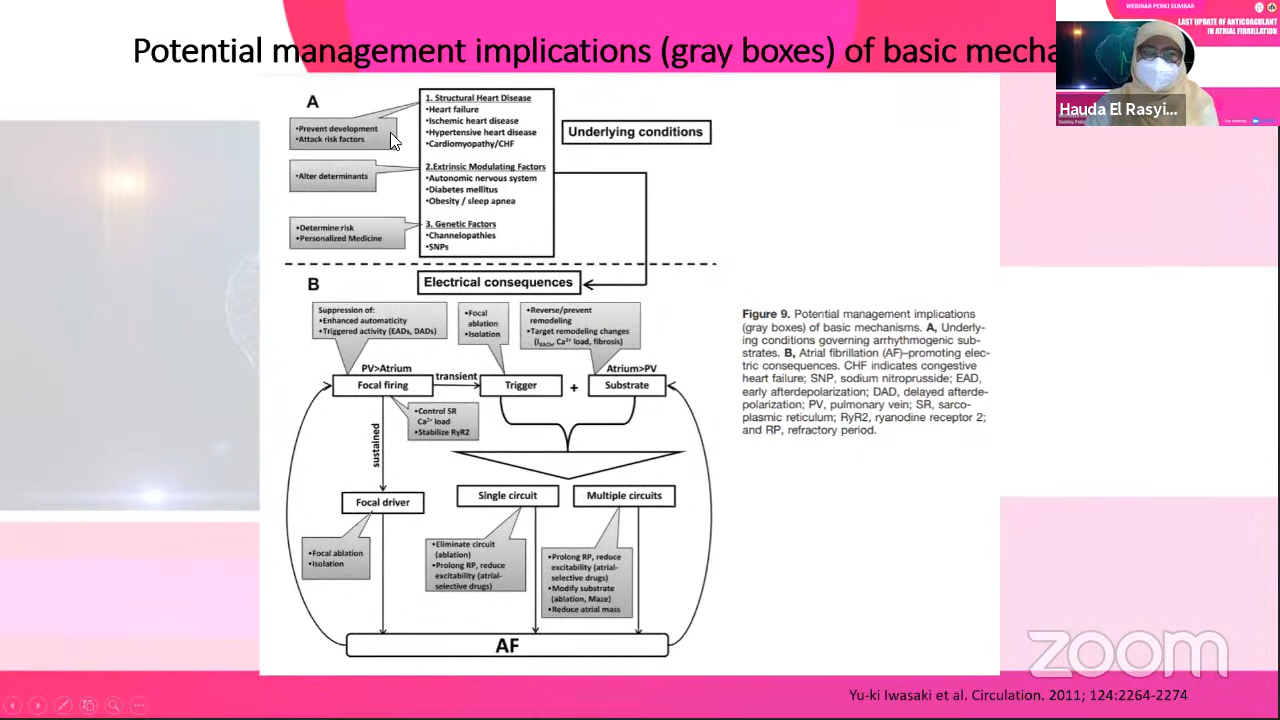 Potential management implications (gray boxes) of basic mecha
WEBINAR PERKI SUMBAR
LAST UPDATE OF ANTICOAGULANT
IN ATRIAL FIBRILLATION
Hauda El Rasyi...
A
•Prevent development
•Attack risk factors
•Alter determinants
•Determine risk
•Personalized Medicine
1. Structural Heart Disease
•Heart failure
•Ischemic heart disease
•Hypertensive heart disease
•Cardiomyopathy/CHF
2.Extrinsic Modulating Factors
•Autonomic nervous system
•Diabetes mellitus
•Obesity / sleep apnea
3. Genetic Factors
•Channelopathies
•SNPs
Underlying conditions
B
Electrical consequences
Suppression of:
•Enhanced automaticity
•Triggered activity (EADs, DADs)
•Focal
ablation
•Isolation
•Reverse/prevent
remodeling
•Target remodeling changes
Ca²⁺ load, fibrosis)
PV>Atrium
Focal firing
transient
Trigger
+
Atrium>PV
Substrate
•Control SR
Ca²⁺ load
•Stabilize RyR2
sustained
Focal driver
Single circuit
Multiple circuits
•Focal ablation
•Isolation
•Eliminate circuit
(ablation)
•Prolong RP, reduce
excitability (atrial-
selective drugs)
•Prolong RP, reduce
excitability (atrial-
selective drugs)
•Modify substrate
(ablation, Maze)
•Reduce atrial mass
AF
Figure 9. Potential management implications
(gray boxes) of basic mechanisms. A, Underly-
ing conditions governing arrhythmogenic sub-
strates. B, Atrial fibrillation (AF)–promoting elec-
tric consequences. CHF indicates congestive
heart failure; SNP, sodium nitroprusside; EAD,
early afterdepolarization; DAD, delayed afterde-
polarization; PV, pulmonary vein; SR, sarco-
plasmic reticulum; RyR2, ryanodine receptor 2;
and RP, refractory period.
zoom
Yu-ki Iwasaki et al. Circulation. 2011; 124:2264-2274